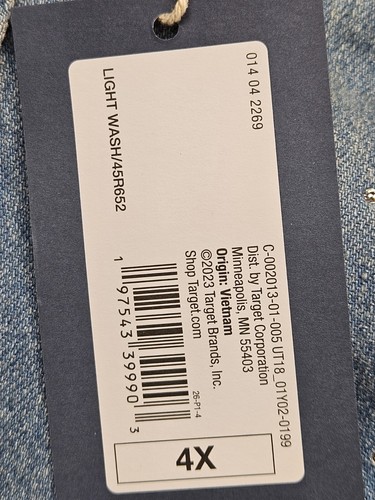 014 04 2269
LIGHT WASH/45R652
C-002013-01-005 UT18_01Y02-0199
Dist. by Target Corporation
Minneapolis, MN 55403
Origin: Vietnam
©2023 Target Brands, Inc.
Shop Target.com
26-P1-4
1 97543 39990 3
4X